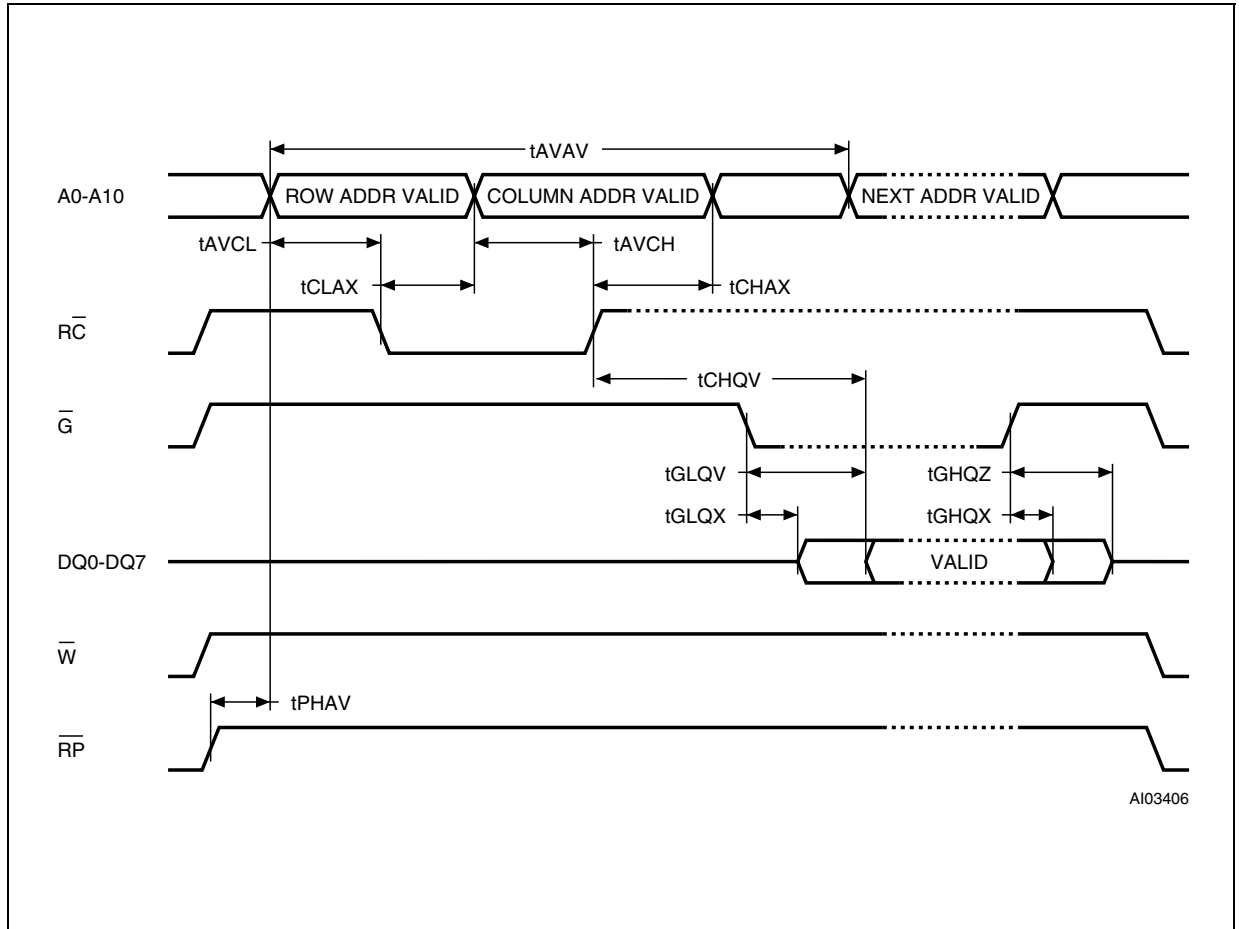 tAVAV
A0-A10 ROW ADDR VALID COLUMN ADDR VALID NEXT ADDR VALID
tAVCL tAVCH
tCLAX tCHAX
RC̅
tCHQV
G̅
tGLQV tGHQZ
tGLQX tGHQX
DQ0-DQ7 VALID
W̅
tPHAV
R̅P̅
AI03406